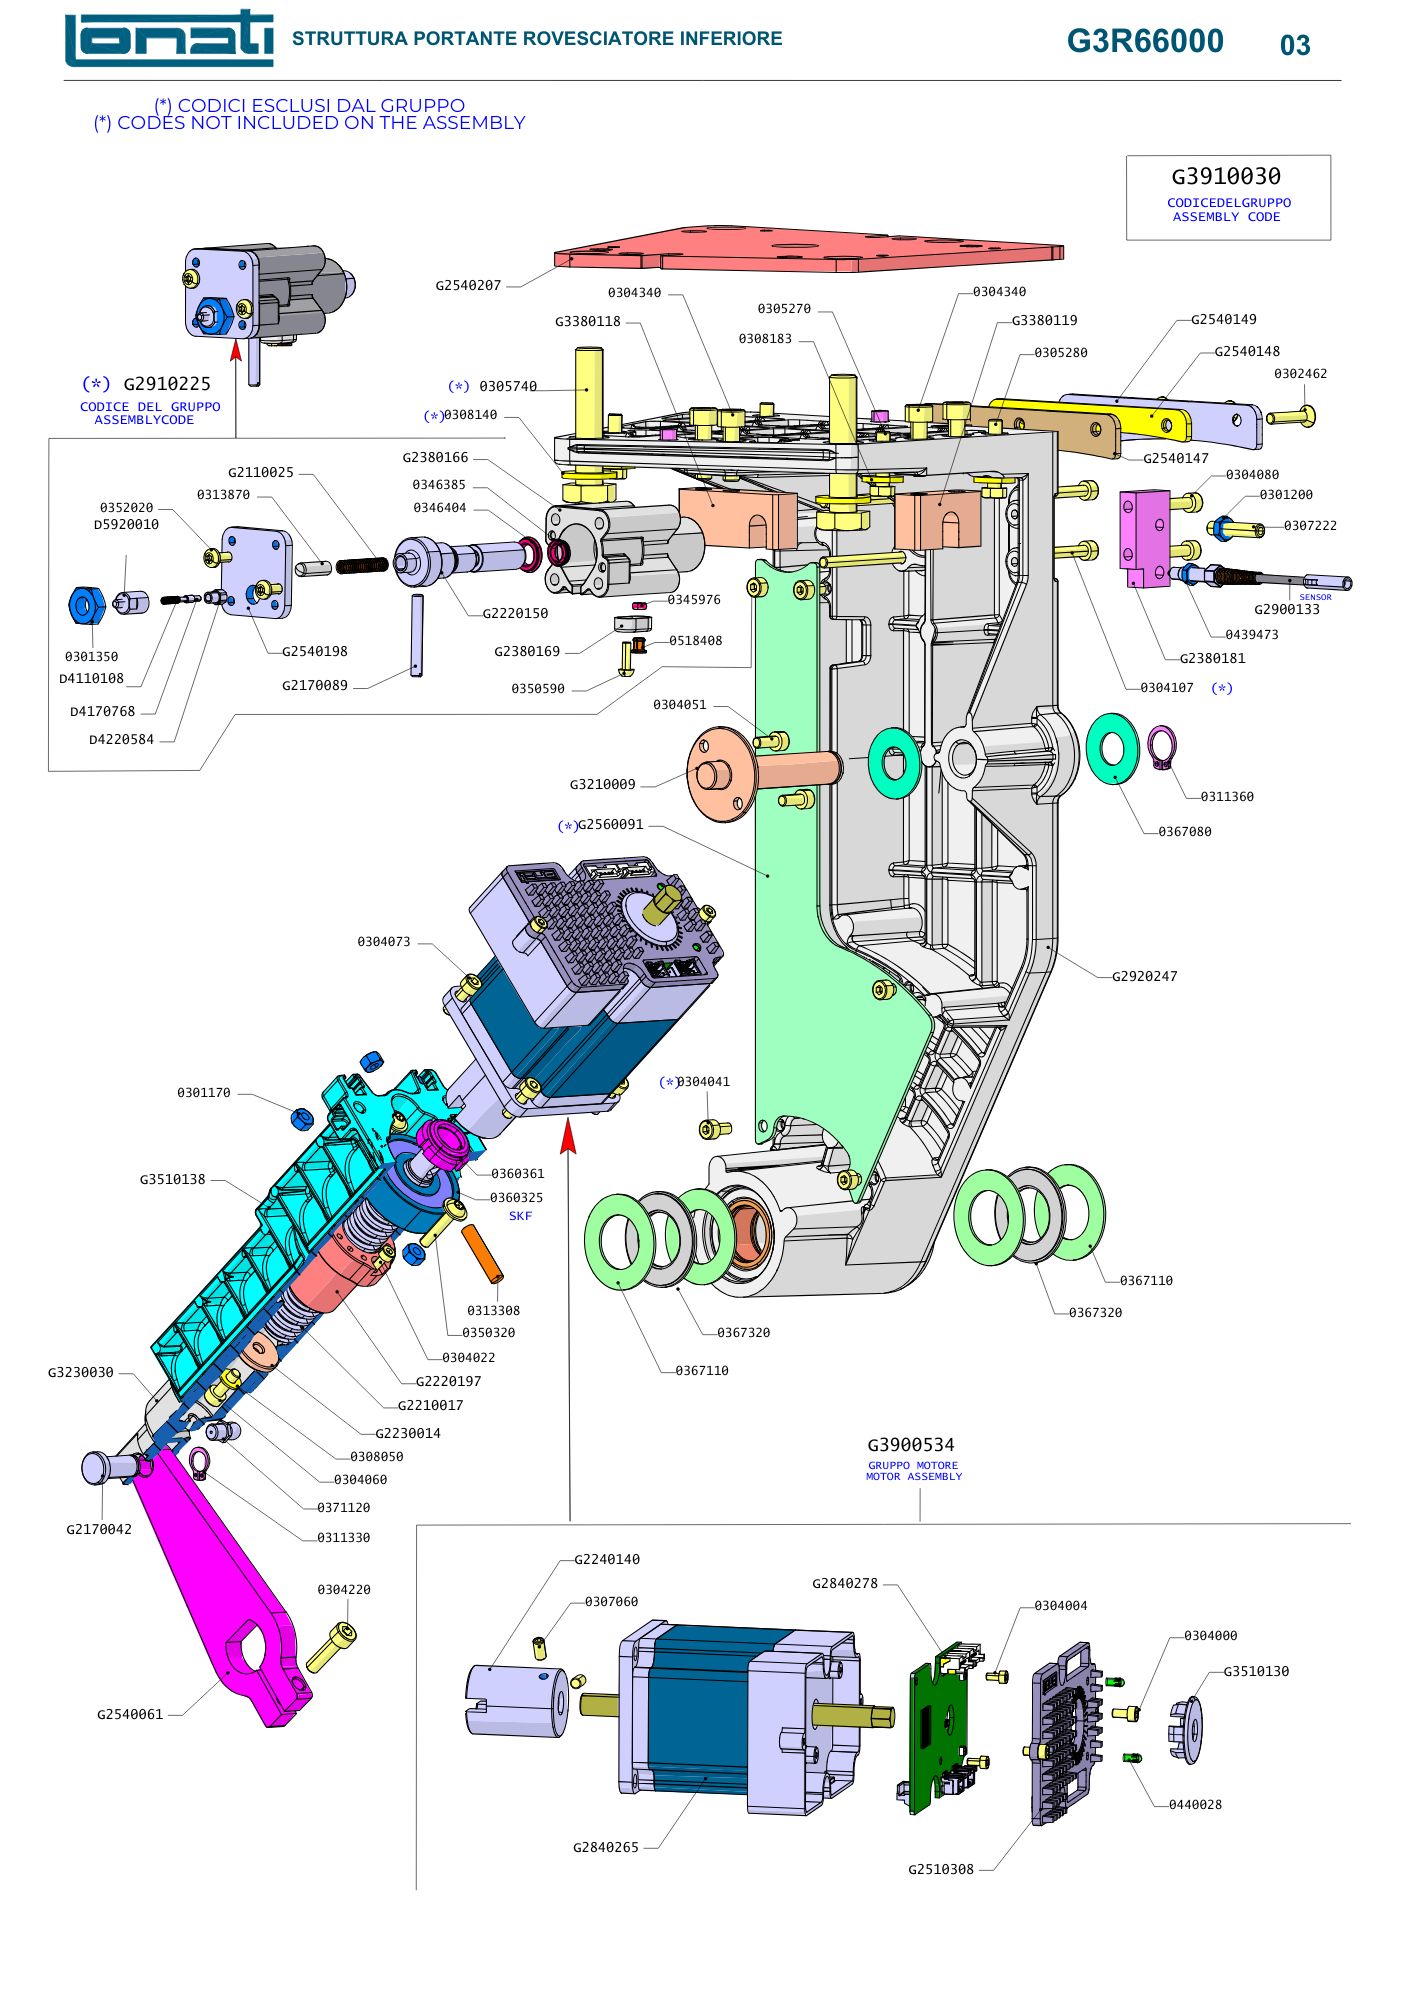 Lonati
STRUTTURA PORTANTE ROVESCIATORE INFERIORE
G3R66000
03
(*) CODICI ESCLUSI DAL GRUPPO
(*) CODES NOT INCLUDED ON THE ASSEMBLY
G3910030
CODICEDELGRUPPO
ASSEMBLY CODE
G2540207
0304340
0305270
0304340
G3380118
0308183
G3380119
G2540149
0305280
G2540148
0302462
(*) G2910225
CODICE DEL GRUPPO
ASSEMBLYCODE
(*) 0305740
(*)0308140
G2380166
G2540147
G2110025
0346385
0304080
0313870
0346404
0301200
0352020
D5920010
0307222
0345976
SENSOR
G2900133
G2220150
0439473
0518408
0301350
G2540198
G2380169
G2380181
D4110108
G2170089
0350590
0304107 (*)
D4170768
0304051
D4220584
G3210009
0311360
(*)G2560091
0367080
0304073
G2920247
0301170
(*)0304041
G3510138
0360361
0360325
SKF
0367110
0313308
0367320
0350320
0367320
0304022
G3230030
0367110
G2220197
G2210017
G2230014
G3900534
0308050
GRUPPO MOTORE
MOTOR ASSEMBLY
0304060
0371120
G2170042
0311330
G2240140
0304220
G2840278
0307060
0304004
0304000
G3510130
G2540061
0440028
G2840265
G2510308